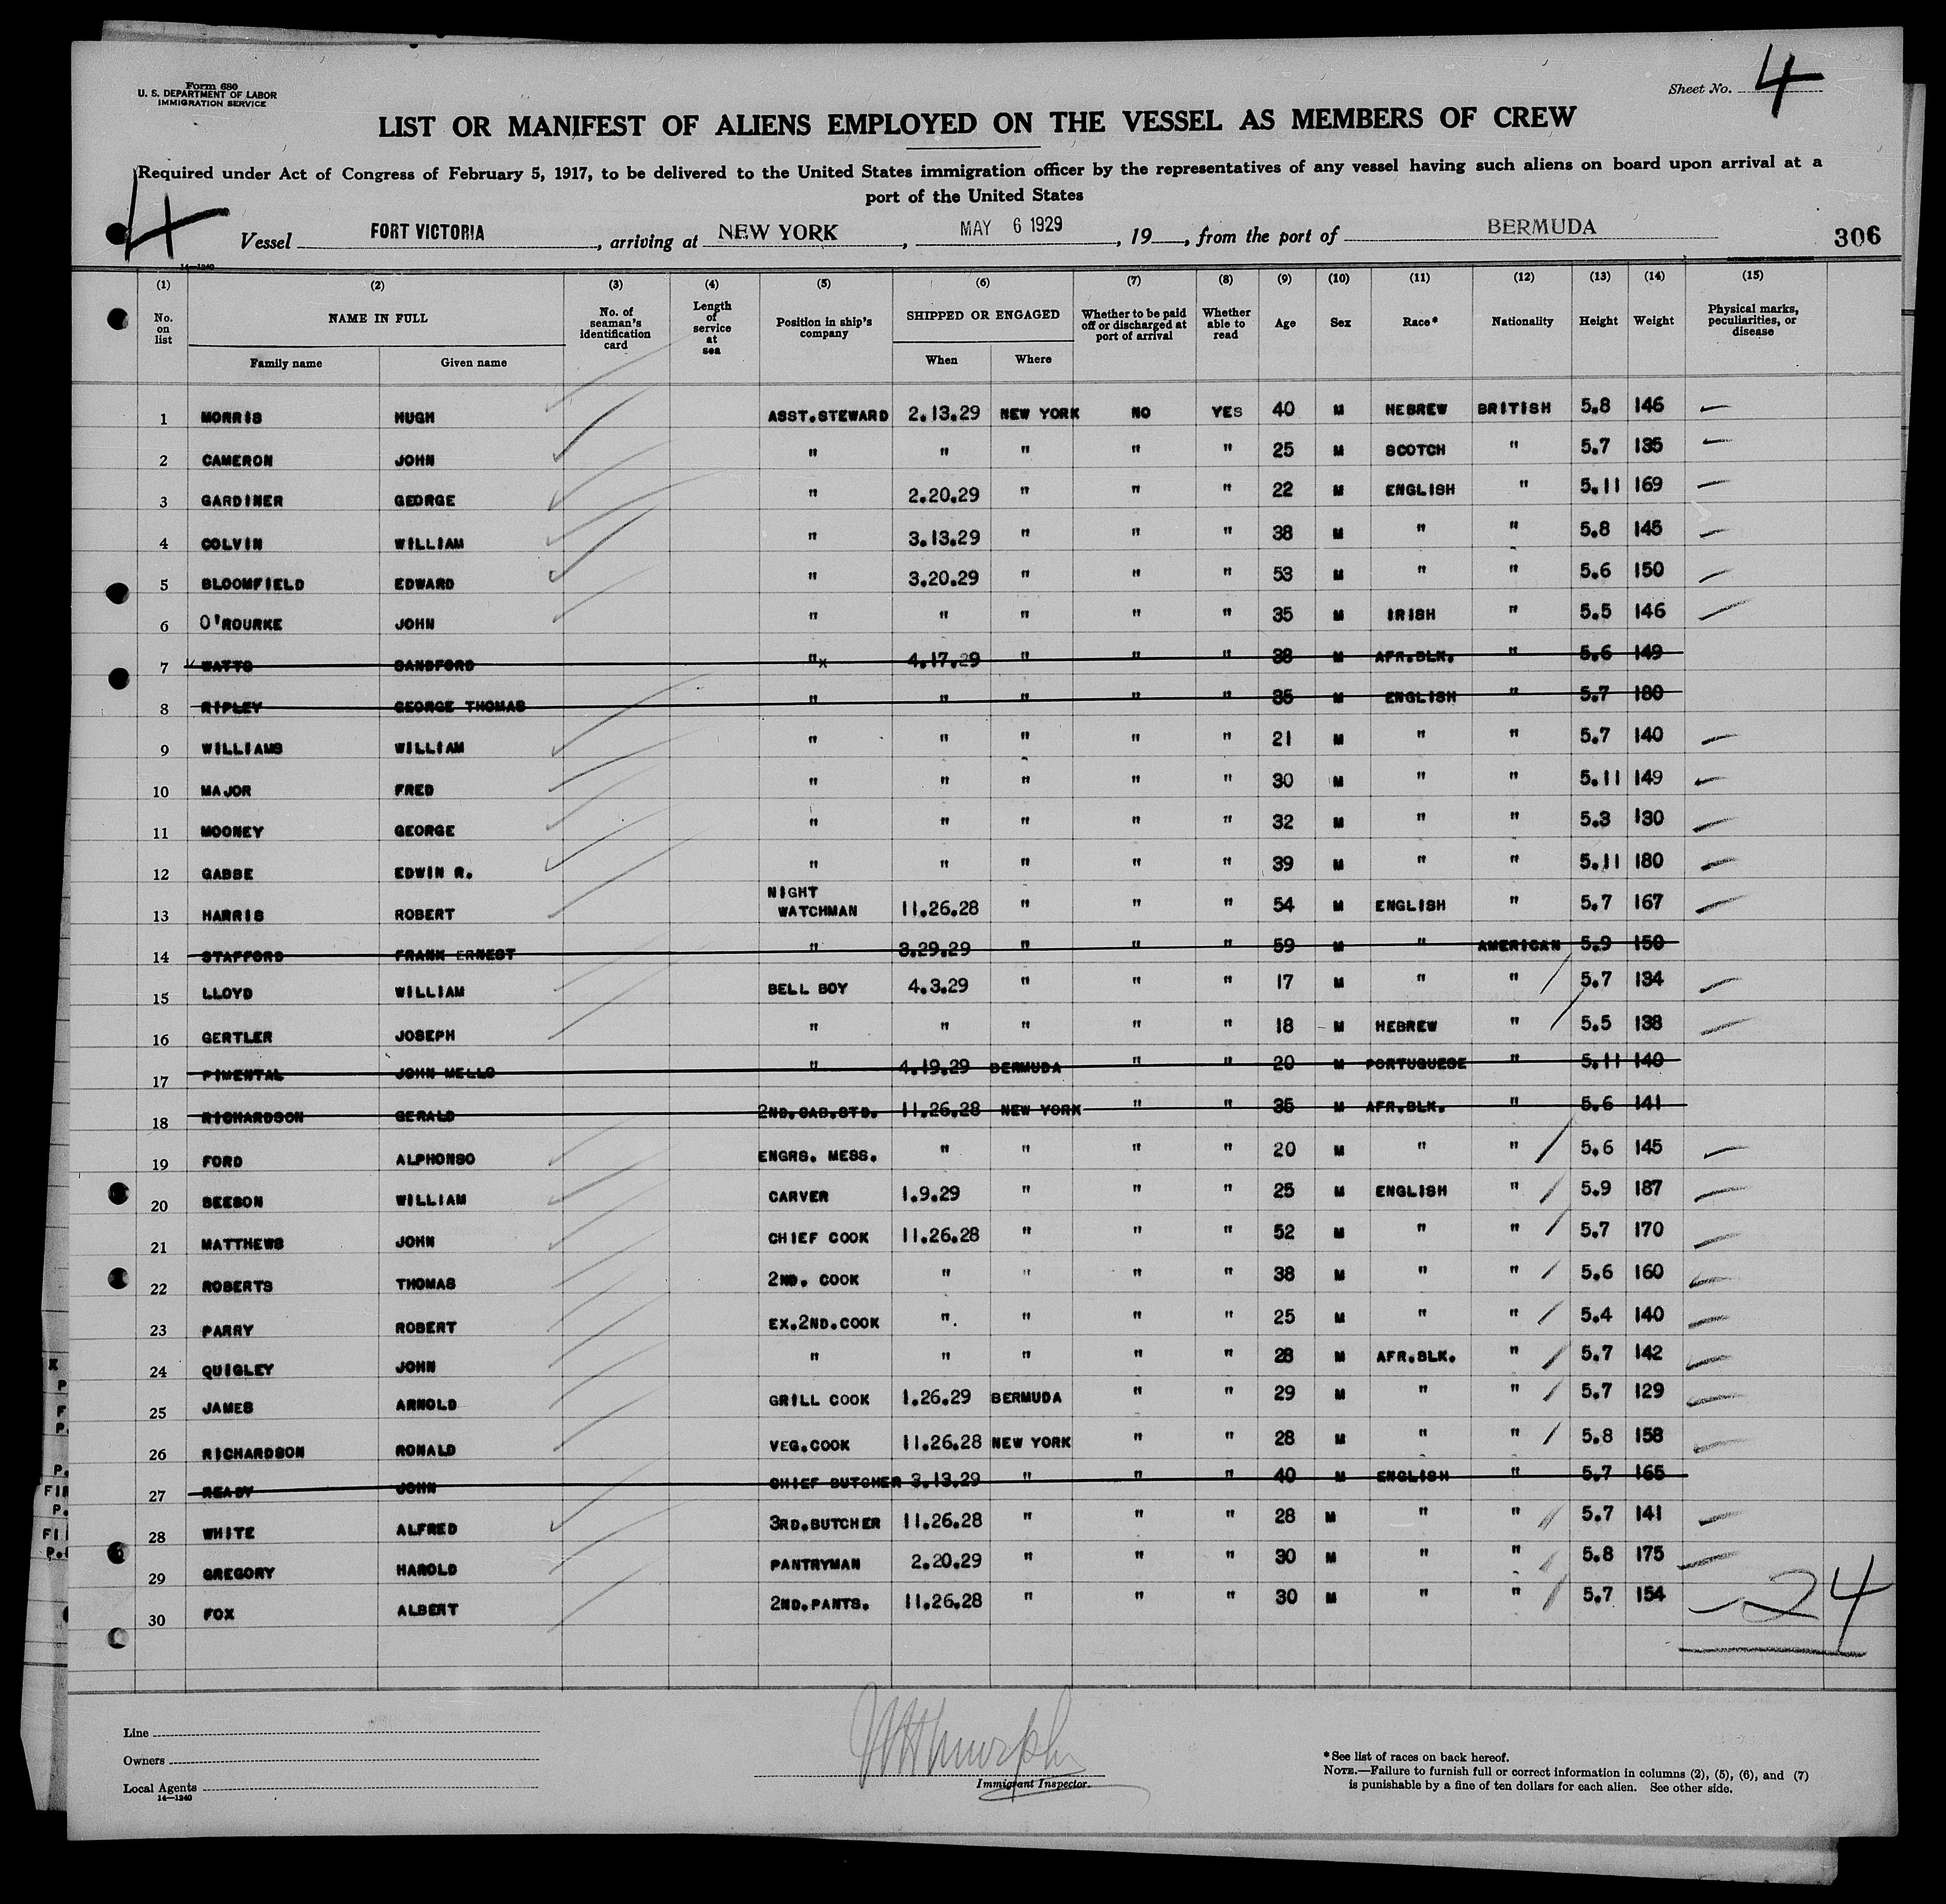 Form 680
U. S. DEPARTMENT OF LABOR
IMMIGRATION SERVICE
Sheet No. 4
LIST OR MANIFEST OF ALIENS EMPLOYED ON THE VESSEL AS MEMBERS OF CREW
Required under Act of Congress of February 5, 1917, to be delivered to the United States immigration officer by the representatives of any vessel having such aliens on board upon arrival at a
port of the United States
4
Vessel FORT VICTORIA, arriving at NEW YORK, MAY 6 1929, 19, from the port of BERMUDA 306
14—1240
(1) (2) (3) (4) (5) (6) (7) (8) (9) (10) (11) (12) (13) (14) (15)
No. on list NAME IN FULL No. of seaman's identification card Length of service at sea Position in ship's company SHIPPED OR ENGAGED Whether to be paid off or discharged at port of arrival Whether able to read Age Sex Race* Nationality Height Weight Physical marks, peculiarities, or disease
Family name Given name When Where
1 MORRIS HUGH ASST.STEWARD 2.13.29 NEW YORK NO YES 40 M HEBREW BRITISH 5.8 146
2 CAMERON JOHN " " " " " 25 M SCOTCH " 5.7 135
3 GARDINER GEORGE " 2.20.29 " " " 22 M ENGLISH " 5.11 169
4 COLVIN WILLIAM " 3.13.29 " " " 38 M " " 5.8 145
5 BLOOMFIELD EDWARD " 3.20.29 " " " 53 M " " 5.6 150
6 O'ROURKE JOHN " " " " " 35 M IRISH " 5.5 146
7 WATTS SANDFORD "x 4.17.29 " " " 38 M AFR.BLK. " 5.6 149
8 RIPLEY GEORGE THOMAS " " " " " 35 M ENGLISH " 5.7 180
9 WILLIAMS WILLIAM " " " " " 21 M " " 5.7 140
10 MAJOR FRED " " " " " 30 M " " 5.11 149
11 MOONEY GEORGE " " " " " 32 M " " 5.3 130
12 GABBE EDWIN R. " " " " " 39 M " " 5.11 180
13 HARRIS ROBERT NIGHT WATCHMAN 11.26.28 " " " 54 M ENGLISH " 5.7 167
14 STAFFORD FRANK ERNEST " 3.29.29 " " " 59 M " AMERICAN 5.9 150
15 LLOYD WILLIAM BELL BOY 4.3.29 " " " 17 M " " 5.7 134
16 GERTLER JOSEPH " " " " " 18 M HEBREW " 5.5 138
17 PIMENTAL JOHN MELLO " 4.19.29 BERMUDA " " 20 M PORTUGUESE " 5.11 140
18 RICHARDSON GERALD 2ND.CAB.STD. 11.26.28 NEW YORK " " 35 M AFR.BLK. " 5.6 141
19 FORD ALPHONSO ENGRS. MESS. " " " " 20 M " " 5.6 145
20 BEESON WILLIAM CARVER 1.9.29 " " " 25 M ENGLISH " 5.9 187
21 MATTHEWS JOHN CHIEF COOK 11.26.28 " " " 52 M " " 5.7 170
22 ROBERTS THOMAS 2ND. COOK " " " " 38 M " " 5.6 160
23 PARRY ROBERT EX.2ND.COOK " " " " 25 M " " 5.4 140
24 QUIGLEY JOHN " " " " " 28 M AFR.BLK. " 5.7 142
25 JAMES ARNOLD GRILL COOK 1.26.29 BERMUDA " " 29 M " " 5.7 129
26 RICHARDSON RONALD VEG.COOK 11.26.28 NEW YORK " " 28 M " " 5.8 158
27 READY JOHN CHIEF BUTCHER 3.13.29 " " " 40 M ENGLISH " 5.7 165
28 WHITE ALFRED 3RD.BUTCHER 11.26.28 " " " 28 M " " 5.7 141
29 GREGORY HAROLD PANTRYMAN 2.20.29 " " " 30 M " " 5.8 175
30 FOX ALBERT 2ND.PANTS. 11.26.28 " " " 30 M " " 5.7 154
24
Line
Owners
Local Agents
14—1240
Immigrant Inspector.
*See list of races on back hereof.
NOTE.—Failure to furnish full or correct information in columns (2), (5), (6), and (7)
is punishable by a fine of ten dollars for each alien. See other side.